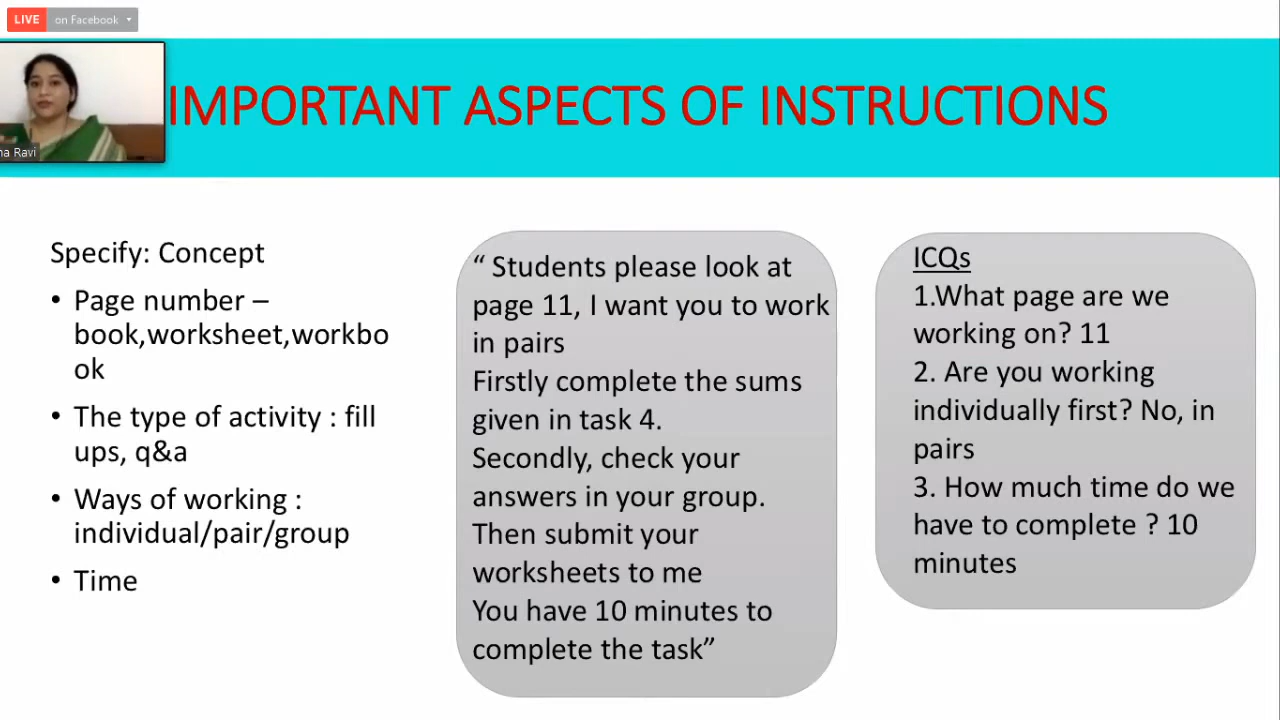 LIVE on Facebook
IMPORTANT ASPECTS OF INSTRUCTIONS
na Ravi
Specify: Concept
• Page number –
book,worksheet,workbo
ok
• The type of activity : fill
ups, q&a
• Ways of working :
individual/pair/group
• Time
“ Students please look at
page 11, I want you to work
in pairs
Firstly complete the sums
given in task 4.
Secondly, check your
answers in your group.
Then submit your
worksheets to me
You have 10 minutes to
complete the task”
ICQs
1.What page are we
working on? 11
2. Are you working
individually first? No, in
pairs
3. How much time do we
have to complete ? 10
minutes